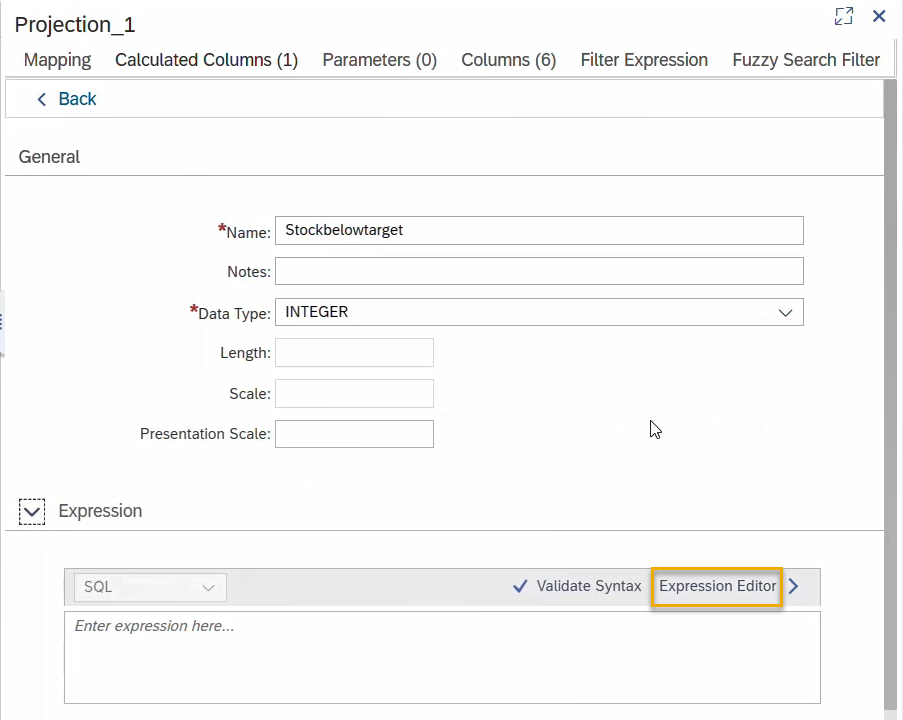 Projection_1
Mapping Calculated Columns (1) Parameters (0) Columns (6) Filter Expression Fuzzy Search Filter
Back
General
*Name: Stockbelowtarget
Notes:
*Data Type: INTEGER
Length:
Scale:
Presentation Scale:
Expression
SQL Validate Syntax Expression Editor
Enter expression here...